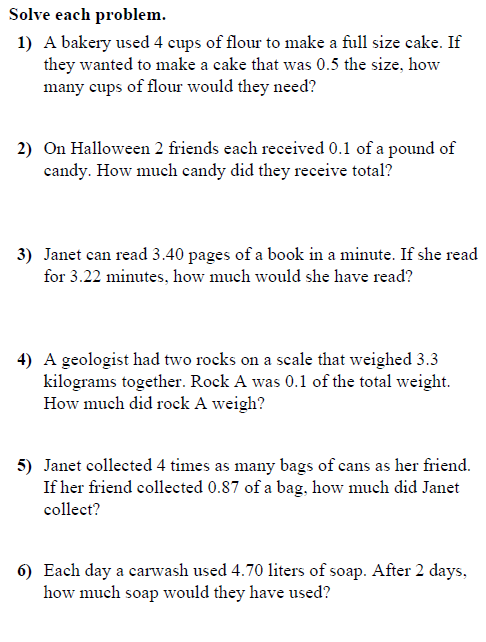 Solve each problem.
1) A bakery used 4 cups of flour to make a full size cake. If
they wanted to make a cake that was 0.5 the size, how
many cups of flour would they need?
2) On Halloween 2 friends each received 0.1 of a pound of
candy. How much candy did they receive total?
3) Janet can read 3.40 pages of a book in a minute. If she read
for 3.22 minutes, how much would she have read?
4) A geologist had two rocks on a scale that weighed 3.3
kilograms together. Rock A was 0.1 of the total weight.
How much did rock A weigh?
5) Janet collected 4 times as many bags of cans as her friend.
If her friend collected 0.87 of a bag, how much did Janet
collect?
6) Each day a carwash used 4.70 liters of soap. After 2 days,
how much soap would they have used?